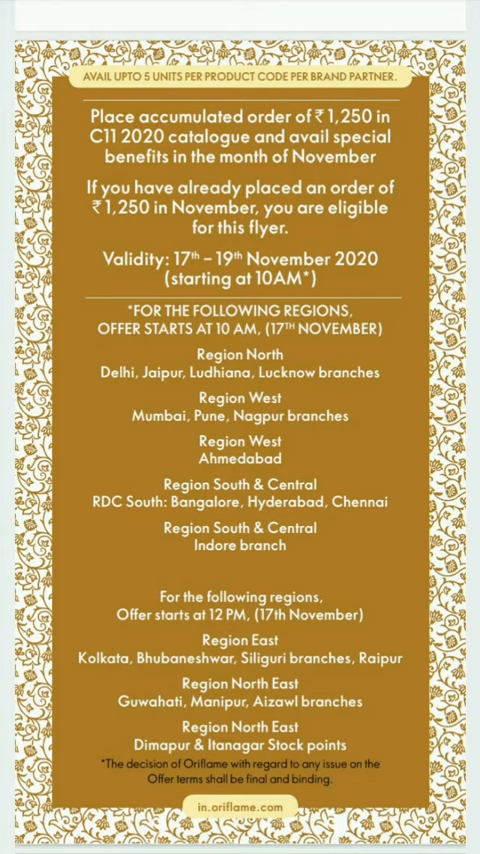 AVAIL UPTO 5 UNITS PER PRODUCT CODE PER BRAND PARTNER.
Place accumulated order of ₹1,250 in
C11 2020 catalogue and avail special
benefits in the month of November
If you have already placed an order of
₹1,250 in November, you are eligible
for this flyer.
Validity: 17th – 19th November 2020
(starting at 10AM*)
*FOR THE FOLLOWING REGIONS,
OFFER STARTS AT 10 AM, (17TH NOVEMBER)
Region North
Delhi, Jaipur, Ludhiana, Lucknow branches
Region West
Mumbai, Pune, Nagpur branches
Region West
Ahmedabad
Region South & Central
RDC South: Bangalore, Hyderabad, Chennai
Region South & Central
Indore branch
For the following regions,
Offer starts at 12 PM, (17th November)
Region East
Kolkata, Bhubaneshwar, Siliguri branches, Raipur
Region North East
Guwahati, Manipur, Aizawl branches
Region North East
Dimapur & Itanagar Stock points
*The decision of Oriflame with regard to any issue on the
Offer terms shall be final and binding.
in.oriflame.com